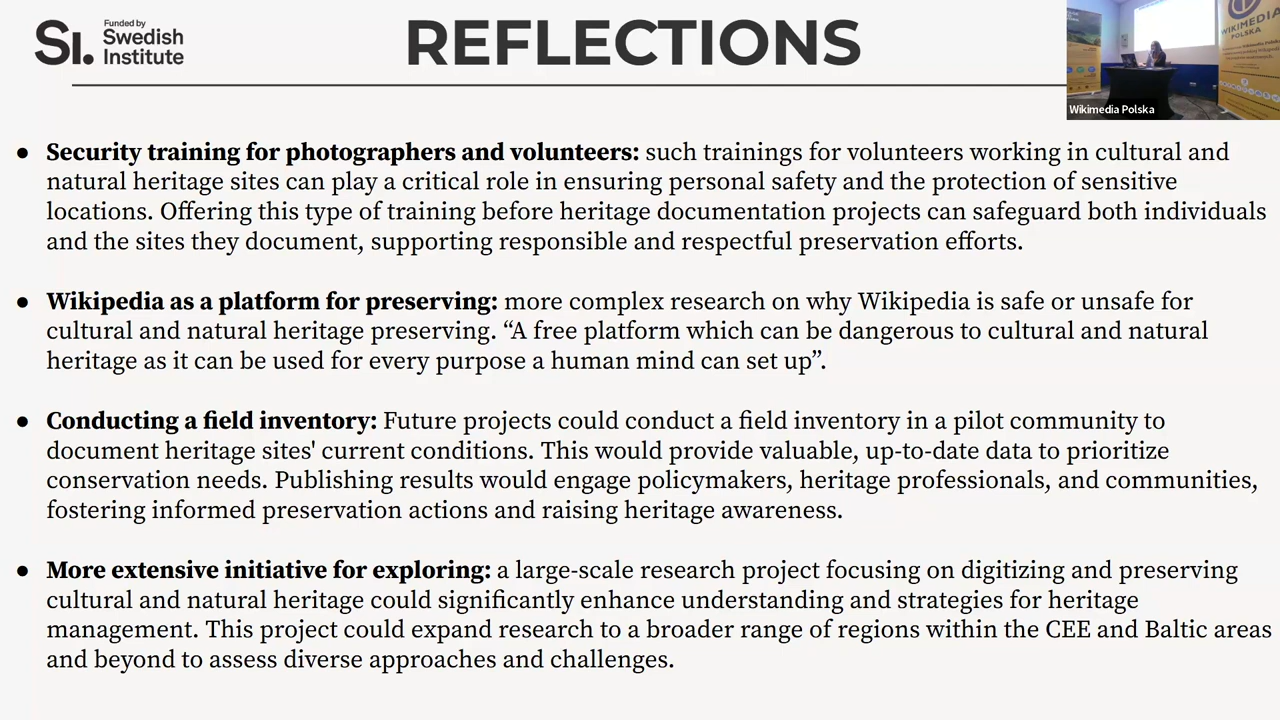 Funded by
SI. Swedish
Institute
REFLECTIONS
WIKIMEDIA
POLSKA
Wikimedia Polska
● Security training for photographers and volunteers: such trainings for volunteers working in cultural and
natural heritage sites can play a critical role in ensuring personal safety and the protection of sensitive
locations. Offering this type of training before heritage documentation projects can safeguard both individuals
and the sites they document, supporting responsible and respectful preservation efforts.
● Wikipedia as a platform for preserving: more complex research on why Wikipedia is safe or unsafe for
cultural and natural heritage preserving. “A free platform which can be dangerous to cultural and natural
heritage as it can be used for every purpose a human mind can set up”.
● Conducting a field inventory: Future projects could conduct a field inventory in a pilot community to
document heritage sites' current conditions. This would provide valuable, up-to-date data to prioritize
conservation needs. Publishing results would engage policymakers, heritage professionals, and communities,
fostering informed preservation actions and raising heritage awareness.
● More extensive initiative for exploring: a large-scale research project focusing on digitizing and preserving
cultural and natural heritage could significantly enhance understanding and strategies for heritage
management. This project could expand research to a broader range of regions within the CEE and Baltic areas
and beyond to assess diverse approaches and challenges.